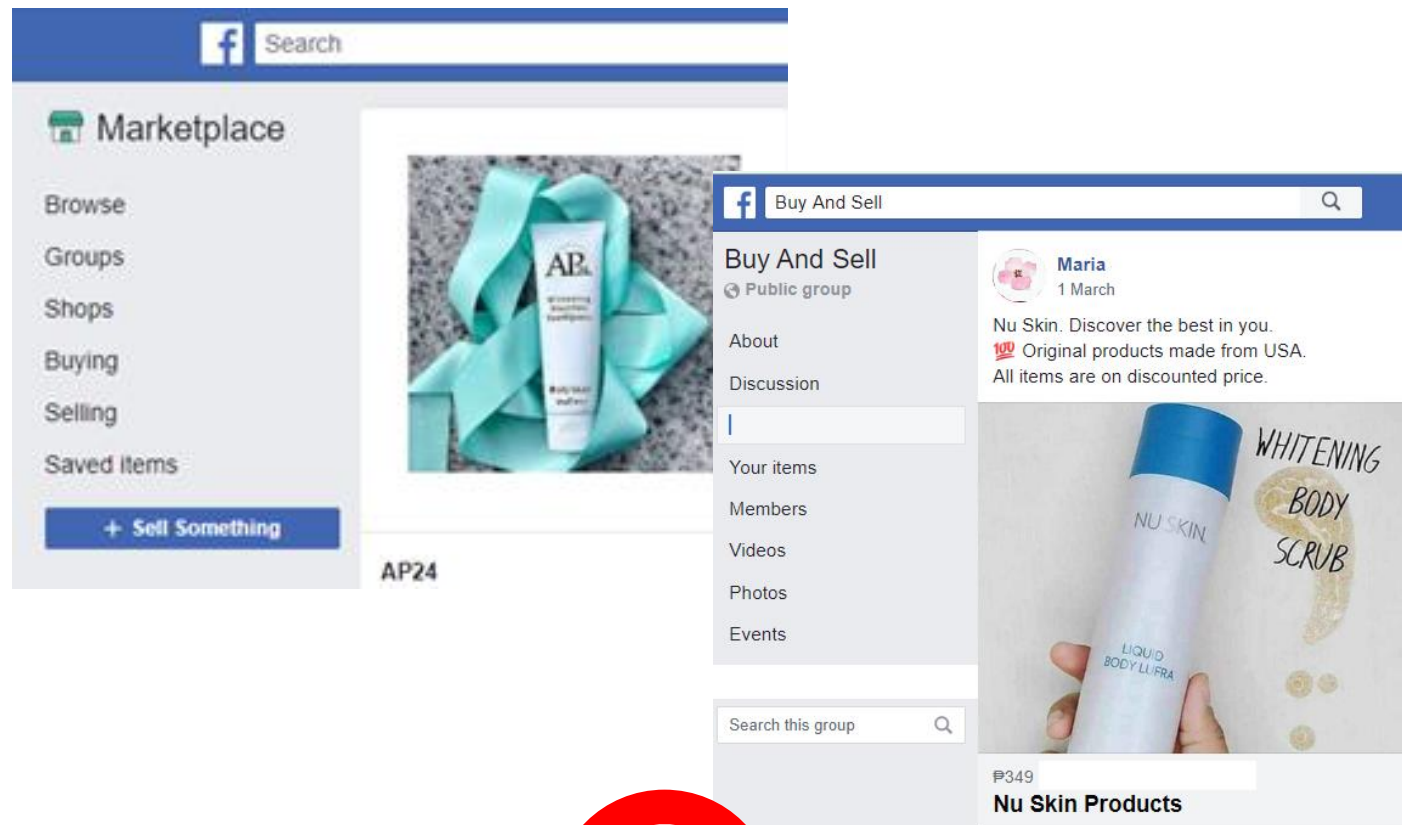 f
Search
Marketplace
Browse
Groups
Shops
Buying
Selling
Saved items
+ Sell Something
AP
AP24
f
Buy And Sell
Buy And Sell
Public group
About
Discussion
Your items
Members
Videos
Photos
Events
Search this group
Maria
1 March
Nu Skin. Discover the best in you.
💯 Original products made from USA.
All items are on discounted price.
WHITENING
BODY
SCRUB
NU SKIN
LIQUID
BODY LUFRA
₱349
Nu Skin Products